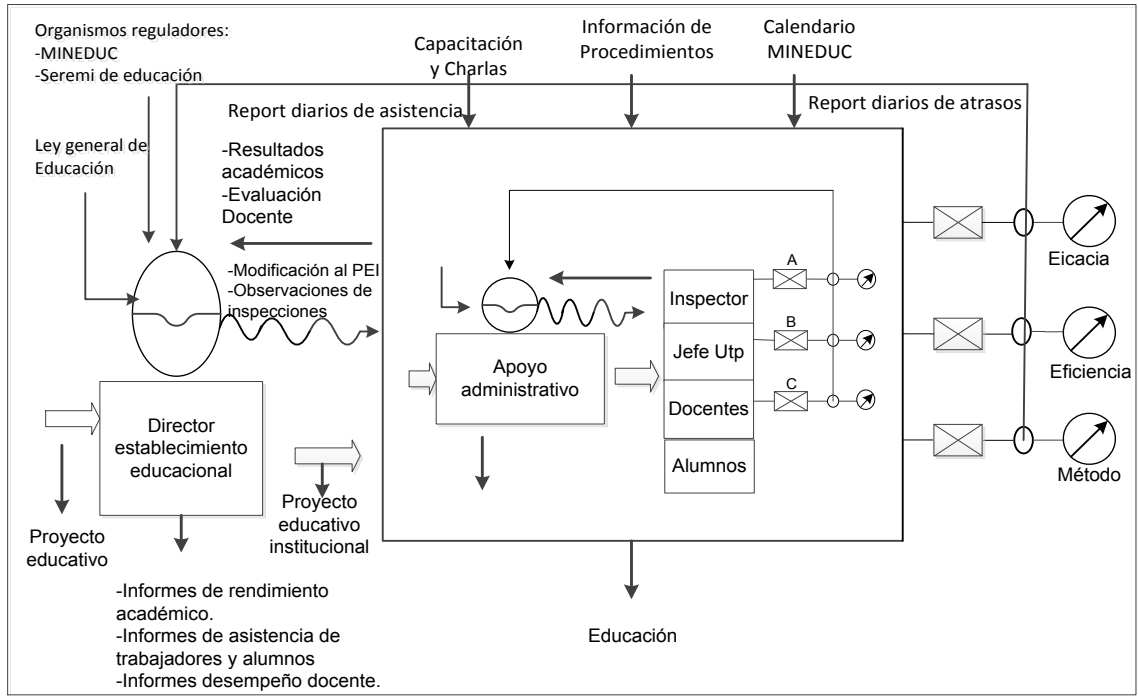 Organismos reguladores:
-MINEDUC
-Seremi de educación
Capacitación
y Charlas
Información de
Procedimientos
Calendario
MINEDUC
Report diarios de asistencia
Report diarios de atrasos
Ley general de
Educación
-Resultados
académicos
-Evaluación
Docente
-Modificación al PEI
-Observaciones de
inspecciones
Eicacia
Eficiencia
Método
A
B
C
Inspector
Jefe Utp
Docentes
Alumnos
Apoyo
administrativo
Director
establecimiento
educacional
Proyecto
educativo
Proyecto
educativo
institucional
-Informes de rendimiento
académico.
-Informes de asistencia de
trabajadores y alumnos
-Informes desempeño docente.
Educación